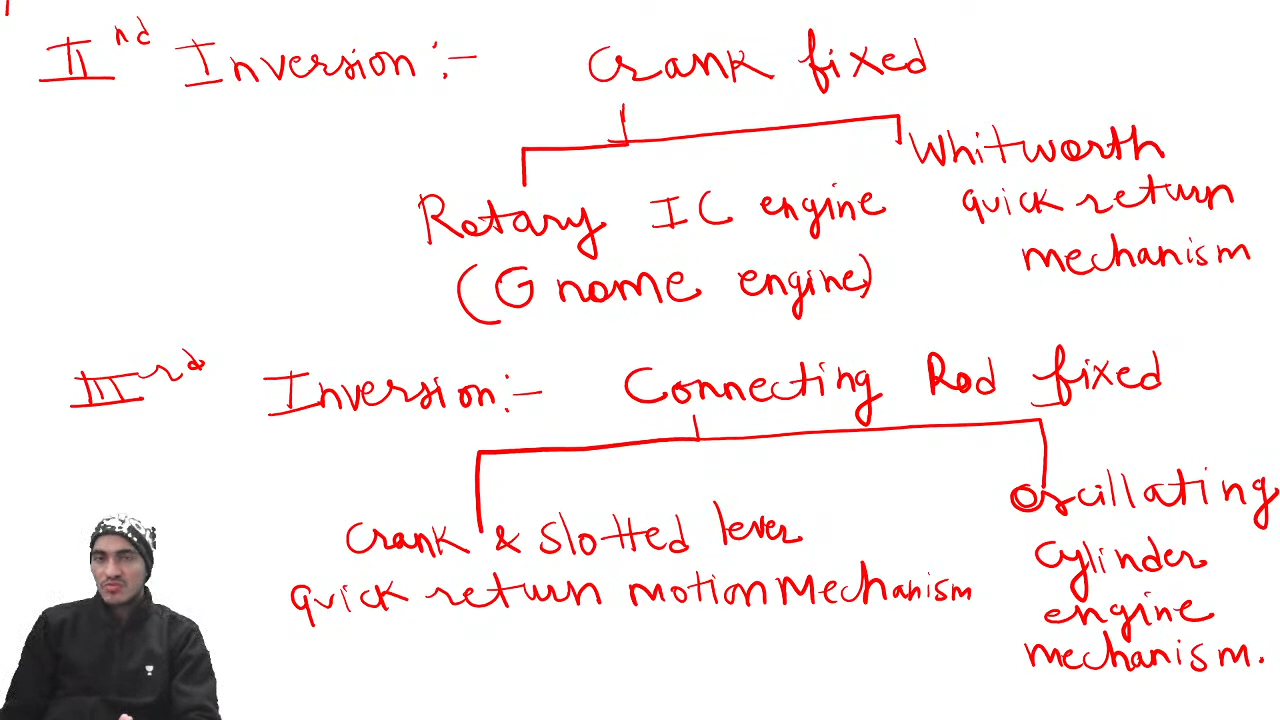 IInd Inversion:- Crank fixed
Rotary IC engine
(Gnome engine)
Whitworth
quick return
mechanism
IIIrd Inversion:- Connecting Rod fixed
Crank & Slotted lever
quick return motion Mechanism
Oscillating
Cylinder
engine
mechanism.